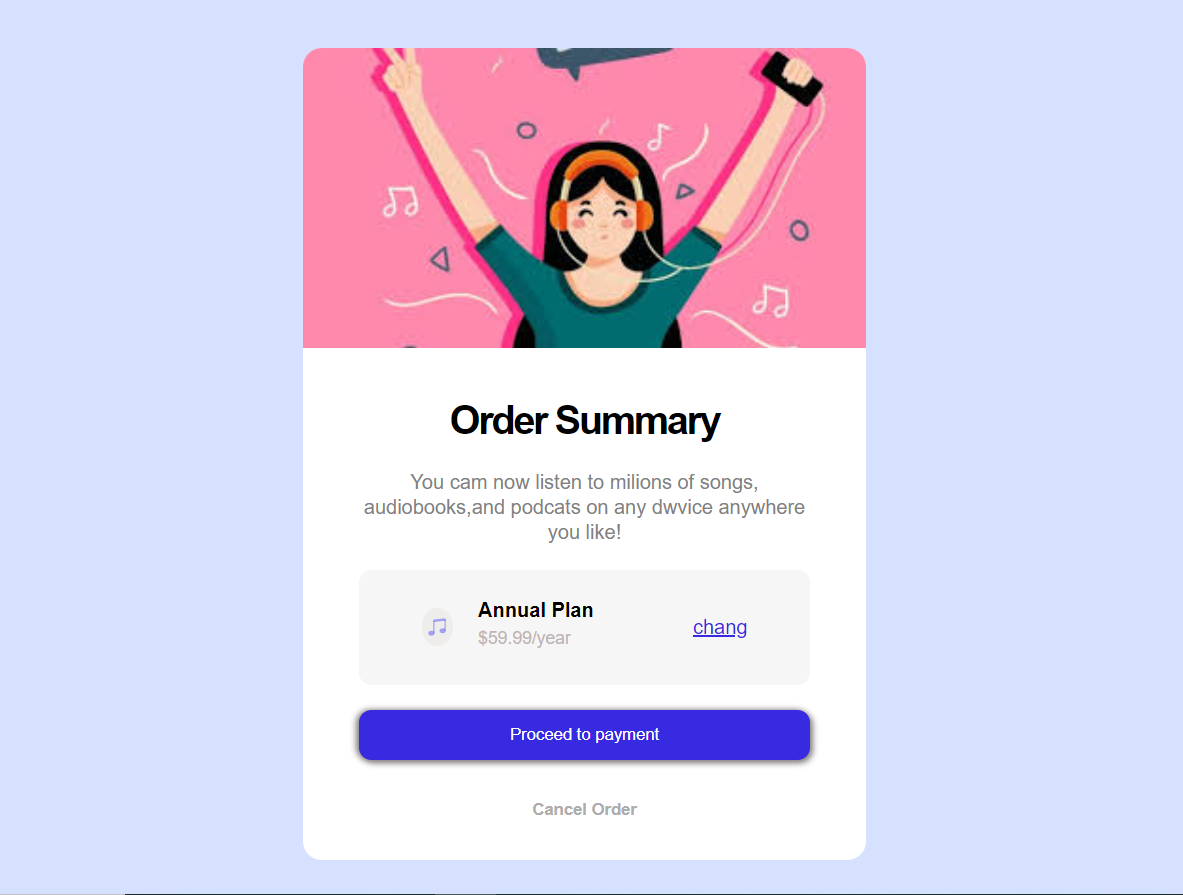 Order Summary
You cam now listen to milions of songs,
audiobooks,and podcats on any dwvice anywhere
you like!
Annual Plan
$59.99/year
chang
Proceed to payment
Cancel Order